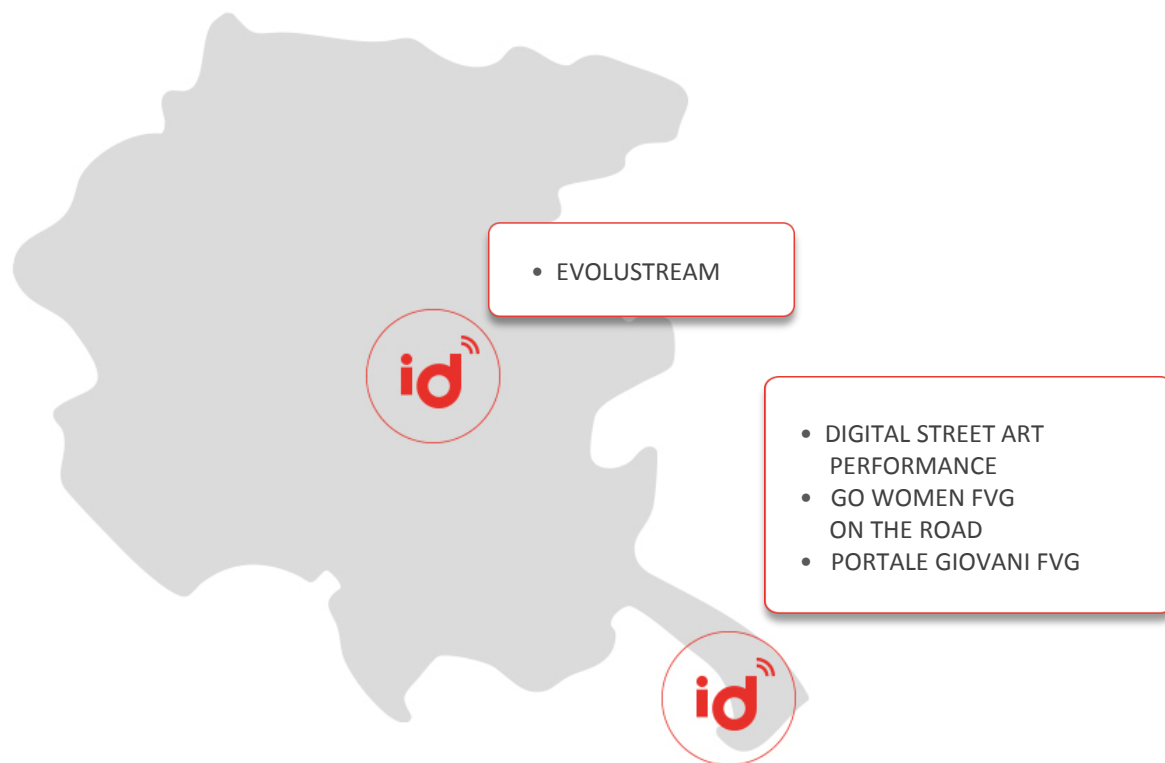 • EVOLUSTREAM
id
• DIGITAL STREET ART
PERFORMANCE
• GO WOMEN FVG
ON THE ROAD
• PORTALE GIOVANI FVG
id